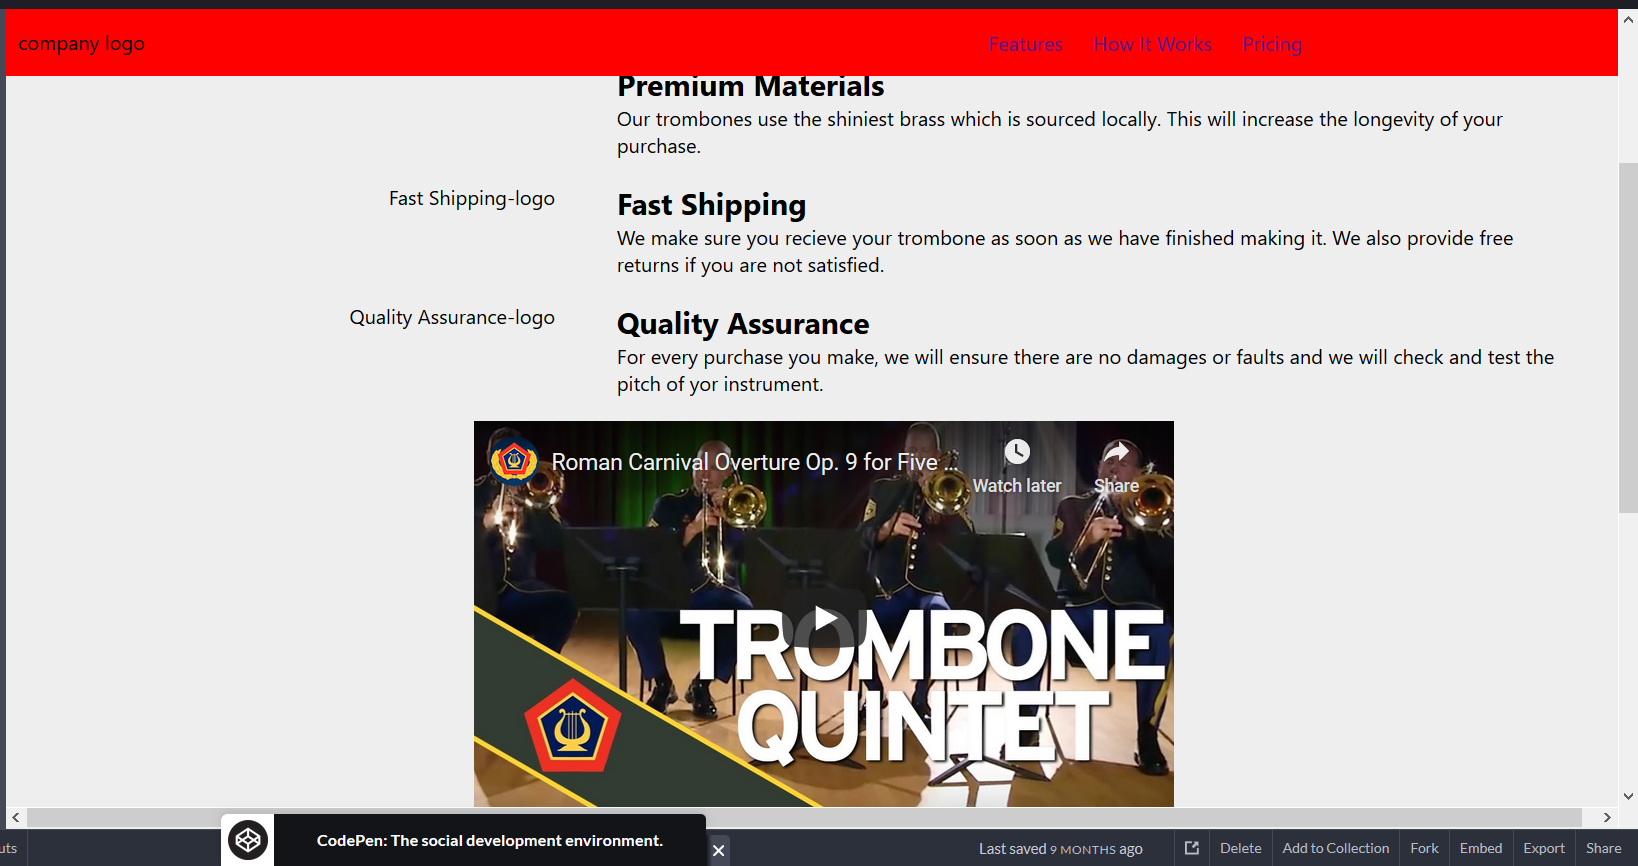 company logo
Features How It Works Pricing
Premium Materials
Our trombones use the shiniest brass which is sourced locally. This will increase the longevity of your
purchase.
Fast Shipping-logo
Fast Shipping
We make sure you recieve your trombone as soon as we have finished making it. We also provide free
returns if you are not satisfied.
Quality Assurance-logo
Quality Assurance
For every purchase you make, we will ensure there are no damages or faults and we will check and test the
pitch of yor instrument.
Roman Carnival Overture Op. 9 for Five ...
Watch later Share
TROMBONE
QUINTET
uts
CodePen: The social development environment.
Last saved 9 MONTHS ago
Delete Add to Collection Fork Embed Export Share